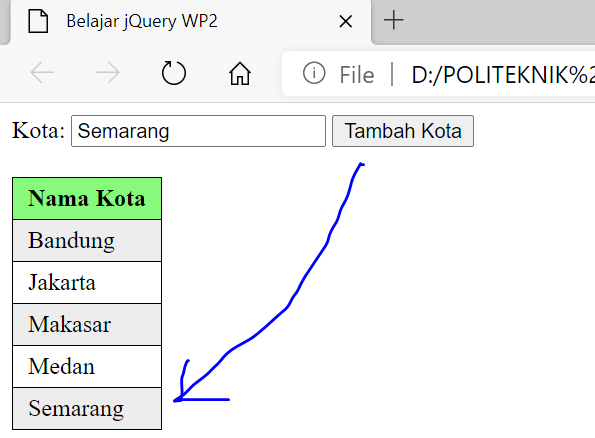 Belajar jQuery WP2
File | D:/POLITEKNIK%2
Kota: Semarang Tambah Kota
Nama Kota
Bandung
Jakarta
Makasar
Medan
Semarang